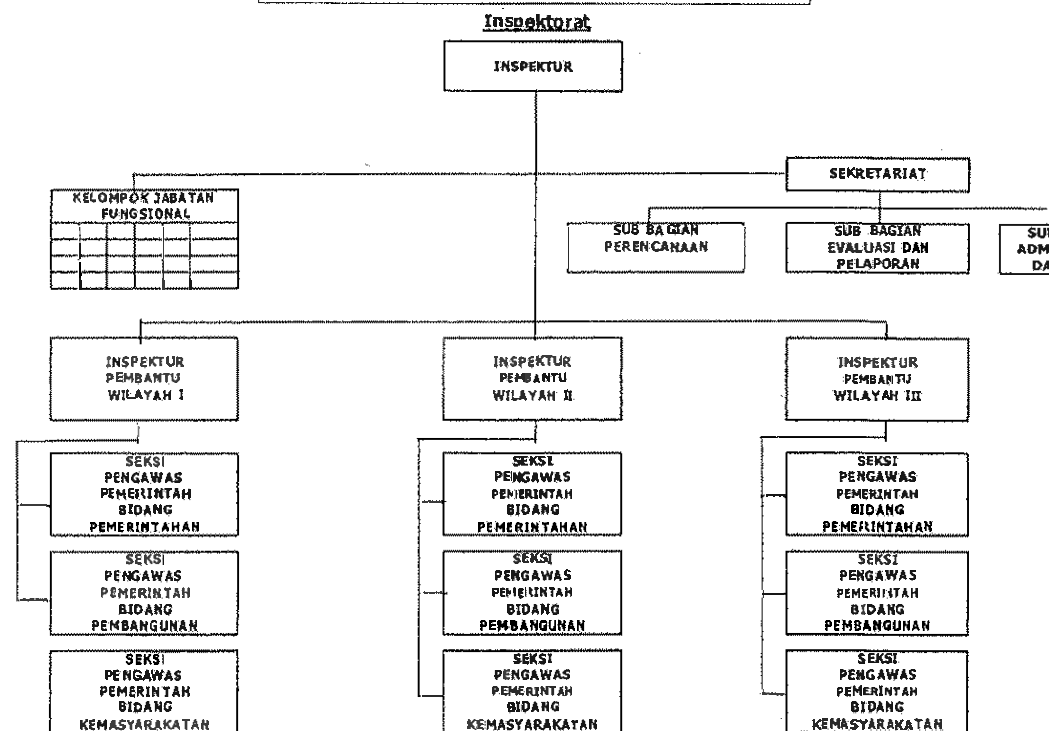 Inspektorat
INSPEKTUR
SEKRETARIAT
KELOMPOK JABATAN
FUNGSIONAL
SUB BAGIAN
PERENCANAAN
SUB BAGIAN
EVALUASI DAN
PELAPORAN
INSPEKTUR
PEMBANTU
WILAYAH I
INSPEKTUR
PEMBANTU
WILAYAH II
INSPEKTUR
PEMBANTU
WILAYAH III
SEKSI
PENGAWAS
PEMERINTAH
BIDANG
PEMERINTAHAN
SEKSI
PENGAWAS
PEMERINTAH
BIDANG
PEMERINTAHAN
SEKSI
PENGAWAS
PEMERINTAH
BIDANG
PEMERINTAHAN
SEKSI
PENGAWAS
PEMERINTAH
BIDANG
PEMBANGUNAN
SEKSI
PENGAWAS
PEMERINTAH
BIDANG
PEMBANGUNAN
SEKSI
PENGAWAS
PEMERINTAH
BIDANG
PEMBANGUNAN
SEKSI
PENGAWAS
PEMERINTAH
BIDANG
KEMASYARAKATAN
SEKSI
PENGAWAS
PEMERINTAH
BIDANG
KEMASYARAKATAN
SEKSI
PENGAWAS
PEMERINTAH
BIDANG
KEMASYARAKATAN